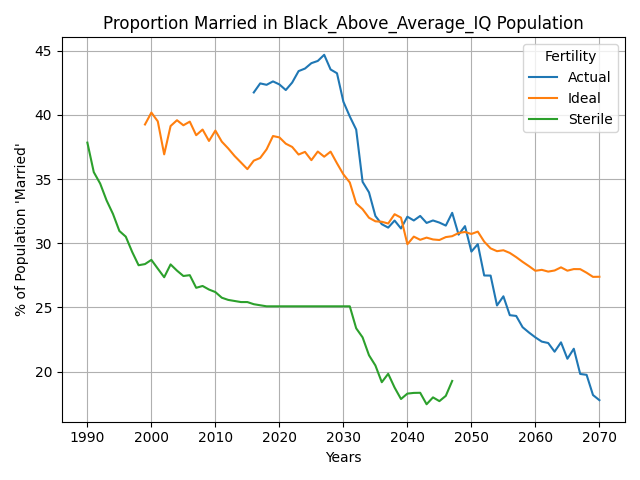 Proportion Married in Black_Above_Average_IQ Population
% of Population 'Married'
45
40
35
30
25
20
Fertility
Actual
Ideal
Sterile
1990 2000 2010 2020 2030 2040 2050 2060 2070
Years